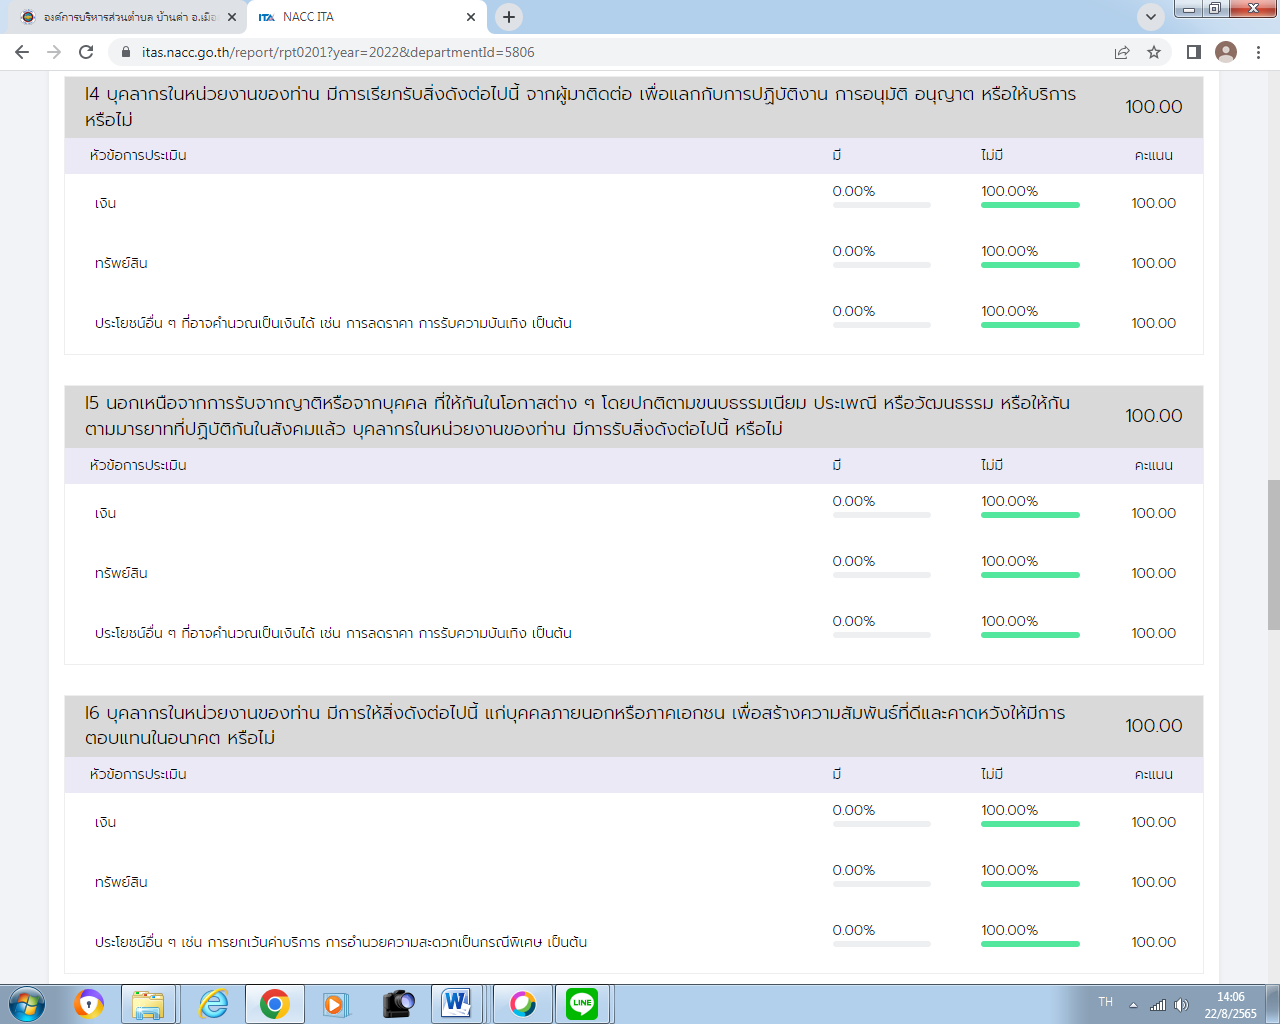 องค์การบริหารส่วนตำบล บ้านค่า อ.เมือ
ITA NACC ITA
itas.nacc.go.th/report/rpt0201?year=2022&departmentId=5806
I4 บุคลากรในหน่วยงานของท่าน มีการเรียกรับสิ่งดังต่อไปนี้ จากผู้มาติดต่อ เพื่อแลกกับการปฏิบัติงาน การอนุมัติ อนุญาต หรือให้บริการ
หรือไม่
100.00
หัวข้อการประเมิน มี ไม่มี คะแนน
เงิน 0.00% 100.00% 100.00
ทรัพย์สิน 0.00% 100.00% 100.00
ประโยชน์อื่น ๆ ที่อาจคำนวณเป็นเงินได้ เช่น การลดราคา การรับความบันเทิง เป็นต้น 0.00% 100.00% 100.00
I5 นอกเหนือจากการรับจากญาติหรือจากบุคคล ที่ให้กันในโอกาสต่าง ๆ โดยปกติตามขนบธรรมเนียม ประเพณี หรือวัฒนธรรม หรือให้กัน
ตามมารยาทที่ปฏิบัติกันในสังคมแล้ว บุคลากรในหน่วยงานของท่าน มีการรับสิ่งดังต่อไปนี้ หรือไม่
100.00
หัวข้อการประเมิน มี ไม่มี คะแนน
เงิน 0.00% 100.00% 100.00
ทรัพย์สิน 0.00% 100.00% 100.00
ประโยชน์อื่น ๆ ที่อาจคำนวณเป็นเงินได้ เช่น การลดราคา การรับความบันเทิง เป็นต้น 0.00% 100.00% 100.00
I6 บุคลากรในหน่วยงานของท่าน มีการให้สิ่งดังต่อไปนี้ แก่บุคคลภายนอกหรือภาคเอกชน เพื่อสร้างความสัมพันธ์ที่ดีและคาดหวังให้มีการ
ตอบแทนในอนาคต หรือไม่
100.00
หัวข้อการประเมิน มี ไม่มี คะแนน
เงิน 0.00% 100.00% 100.00
ทรัพย์สิน 0.00% 100.00% 100.00
ประโยชน์อื่น ๆ เช่น การยกเว้นค่าบริการ การอำนวยความสะดวกเป็นกรณีพิเศษ เป็นต้น 0.00% 100.00% 100.00
LINE
TH
14:06
22/8/2565